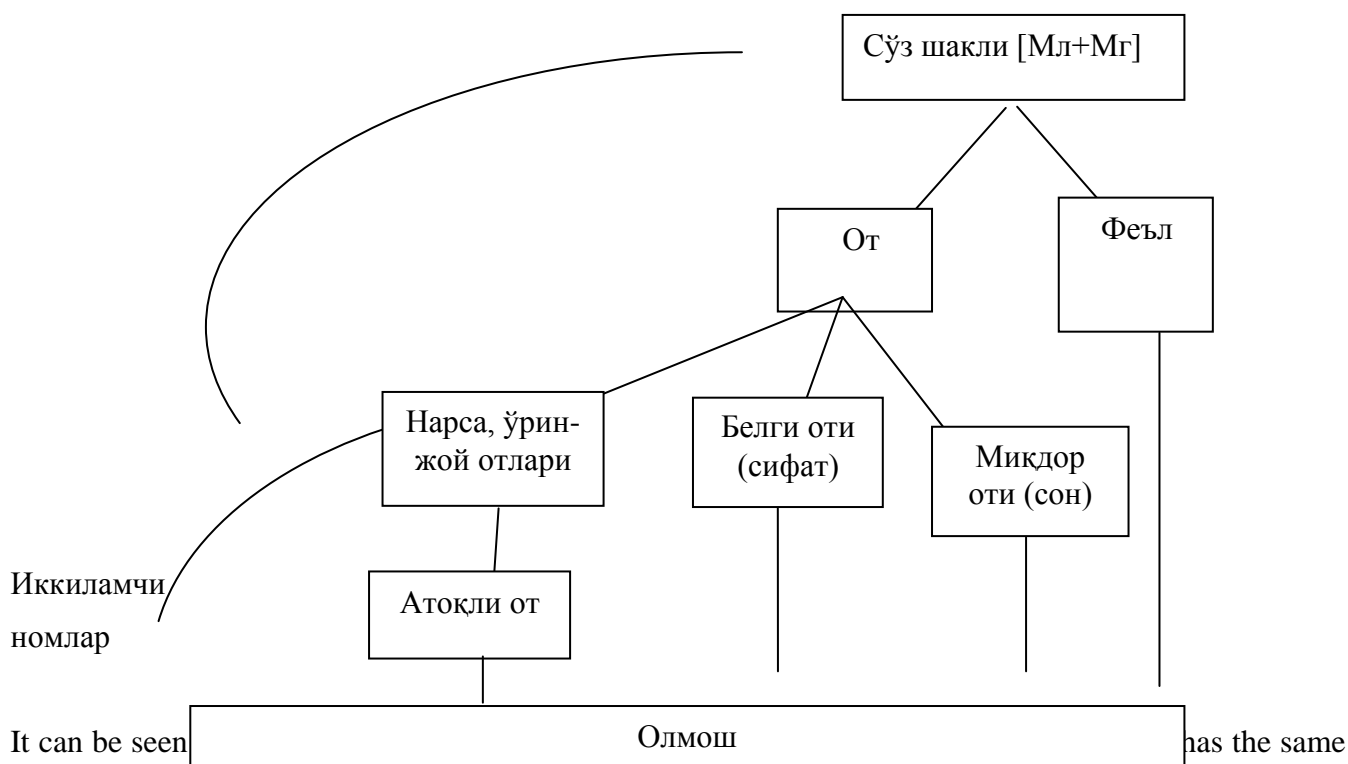 Сўз шакли [Мл+Мг]
От
Феъл
Нарса, ўрин-
жой отлари
Белги оти
(сифат)
Миқдор
оти (сон)
Иккиламчи
номлар
Атоқли от
It can be seen
Олмош
has the same